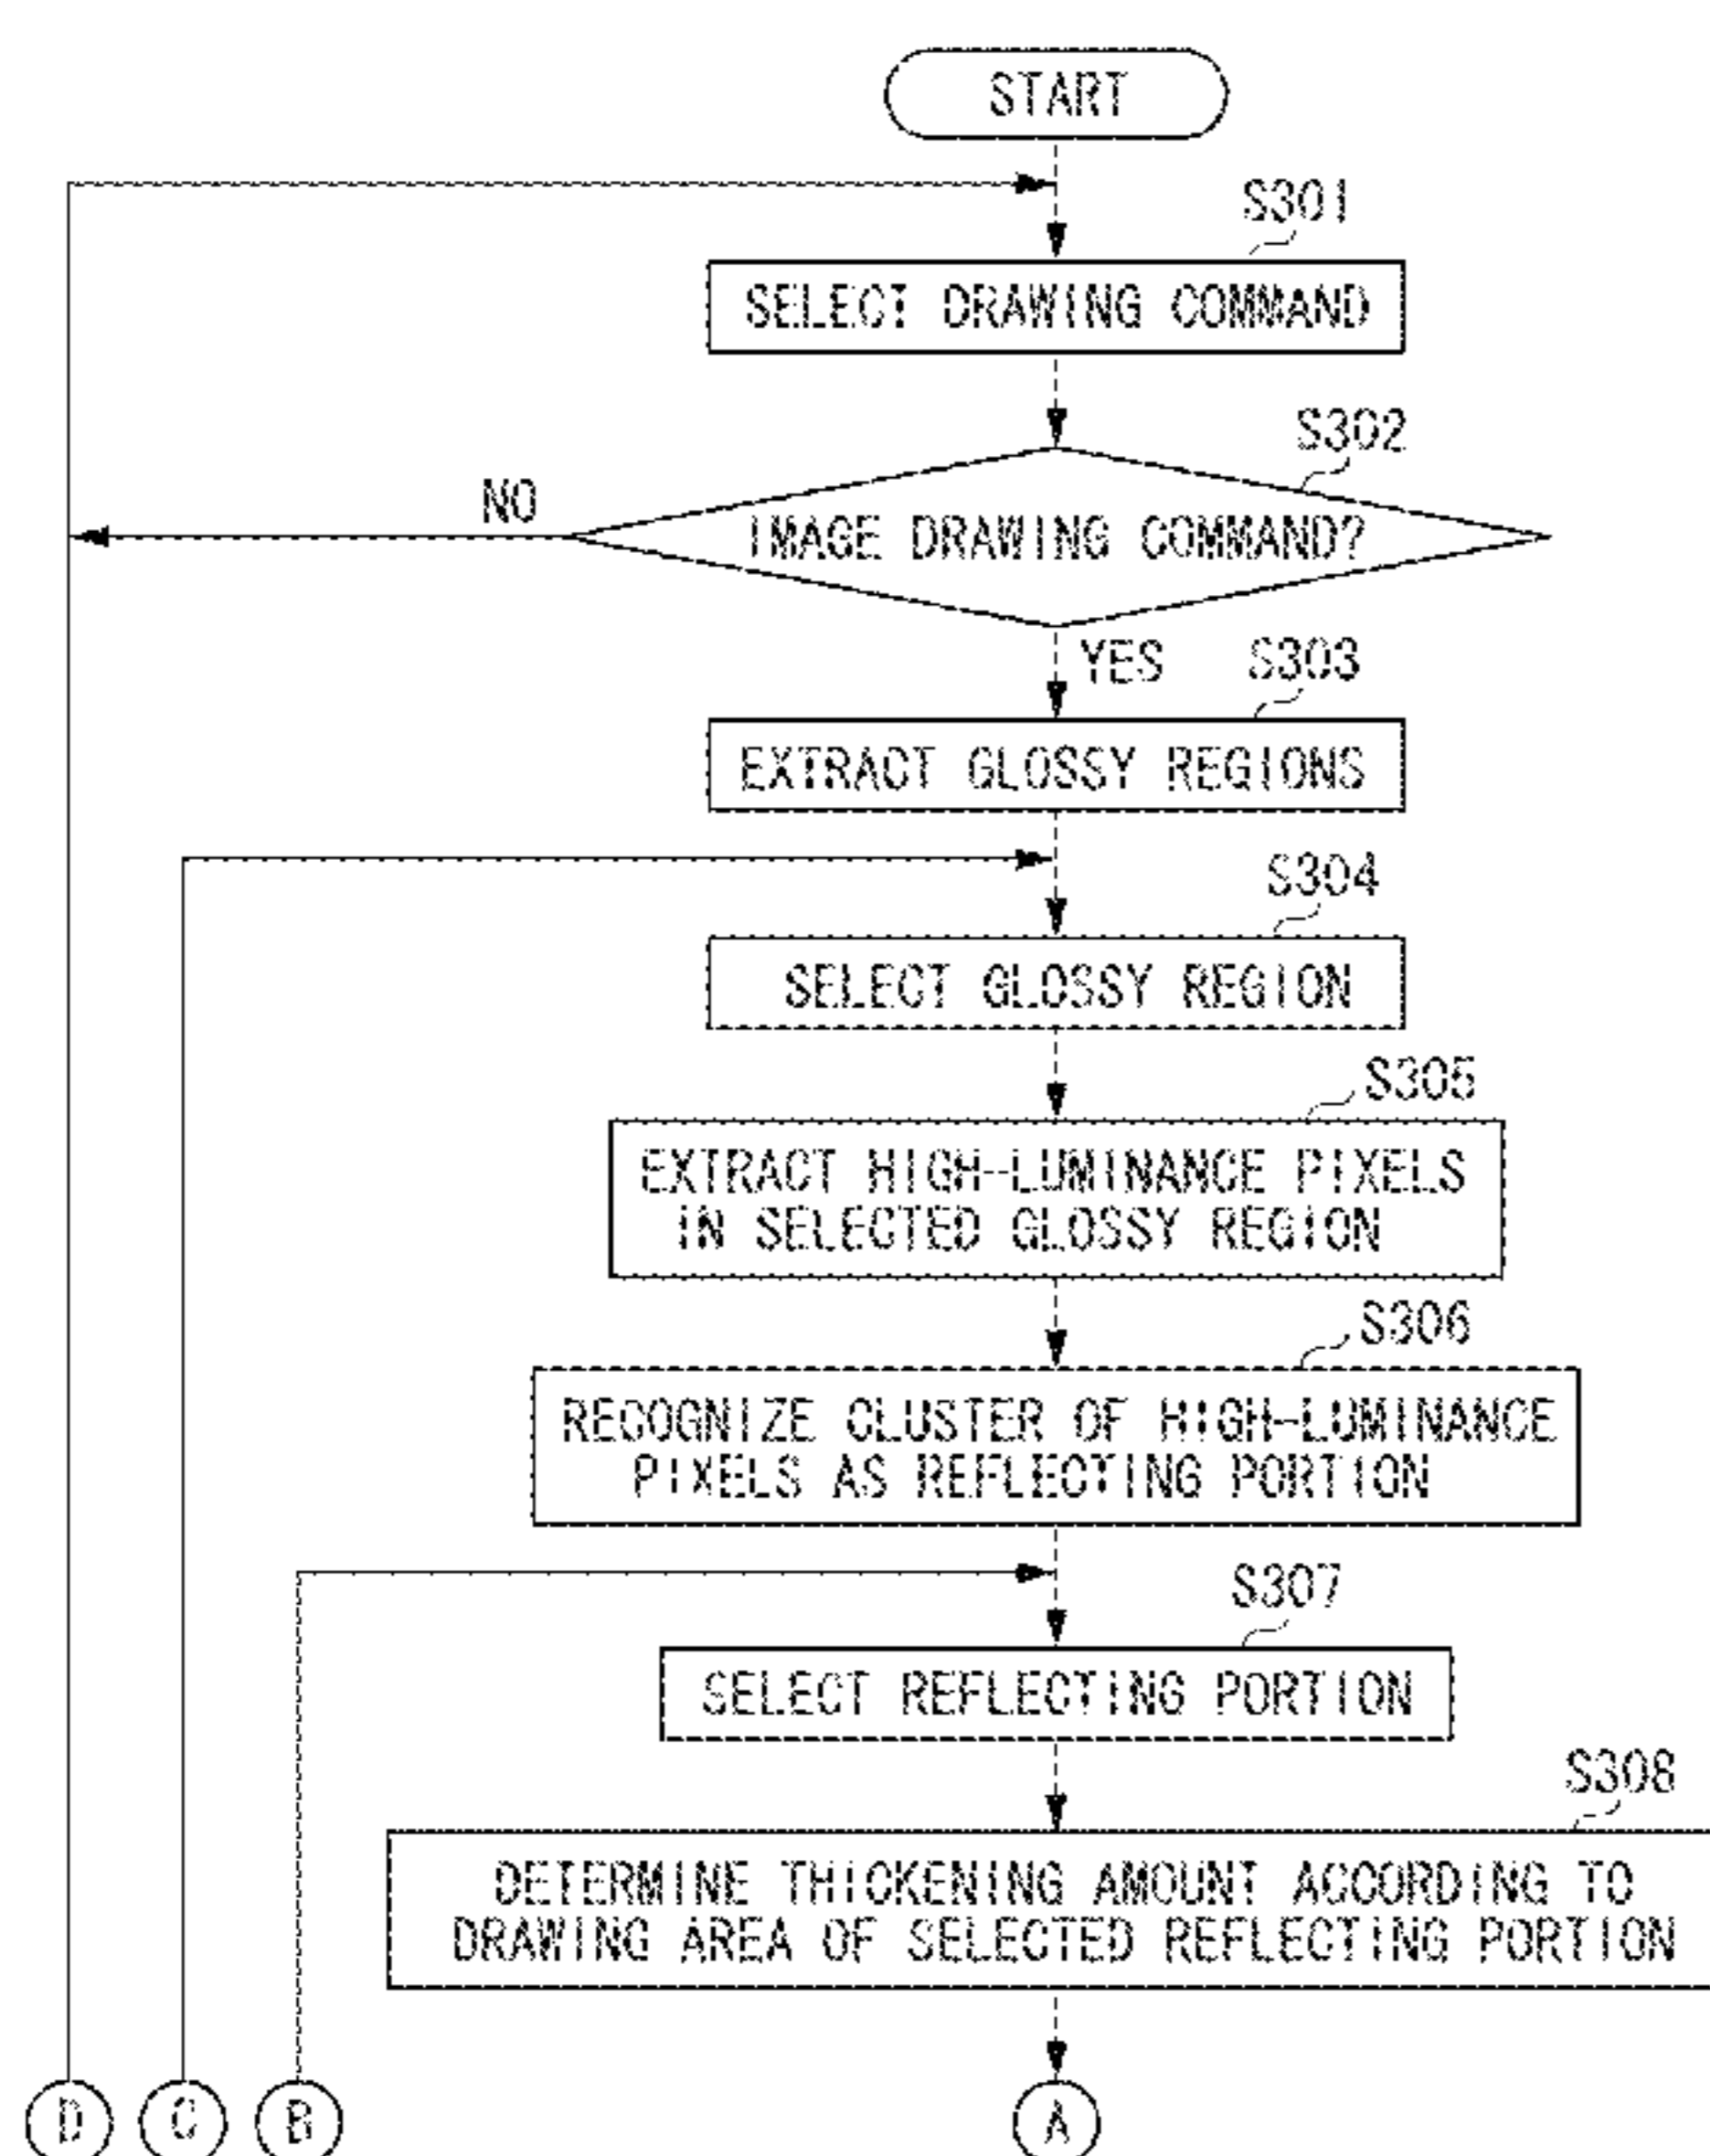 START
S301
SELECT DRAWING COMMAND
S302
NO
IMAGE DRAWING COMMAND?
YES
S303
EXTRACT GLOSSY REGIONS
S304
SELECT GLOSSY REGION
S305
EXTRACT HIGH-LUMINANCE PIXELS
IN SELECTED GLOSSY REGION
S306
RECOGNIZE CLUSTER OF HIGH-LUMINANCE
PIXELS AS REFLECTING PORTION
S307
SELECT REFLECTING PORTION
S308
DETERMINE THICKENING AMOUNT ACCORDING TO
DRAWING AREA OF SELECTED REFLECTING PORTION
D C B A